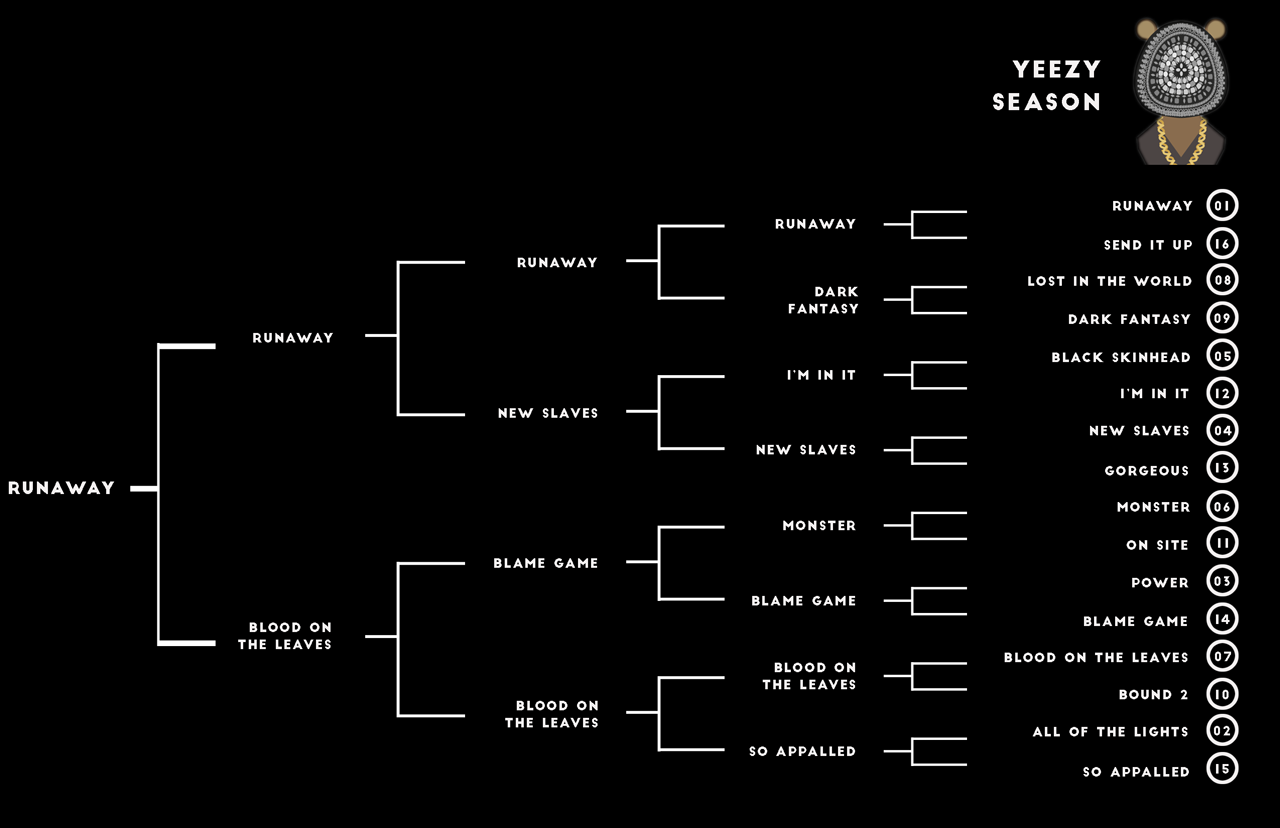 YEEZY
SEASON
RUNAWAY 01
SEND IT UP 16
LOST IN THE WORLD 08
DARK FANTASY 09
BLACK SKINHEAD 05
I'M IN IT 12
NEW SLAVES 04
GORGEOUS 13
MONSTER 06
ON SITE 11
POWER 03
BLAME GAME 14
BLOOD ON THE LEAVES 07
BOUND 2 10
ALL OF THE LIGHTS 02
SO APPALLED 15
RUNAWAY
DARK
FANTASY
I'M IN IT
NEW SLAVES
MONSTER
BLAME GAME
BLOOD ON
THE LEAVES
SO APPALLED
RUNAWAY
NEW SLAVES
BLAME GAME
BLOOD ON
THE LEAVES
RUNAWAY
BLOOD ON
THE LEAVES
RUNAWAY